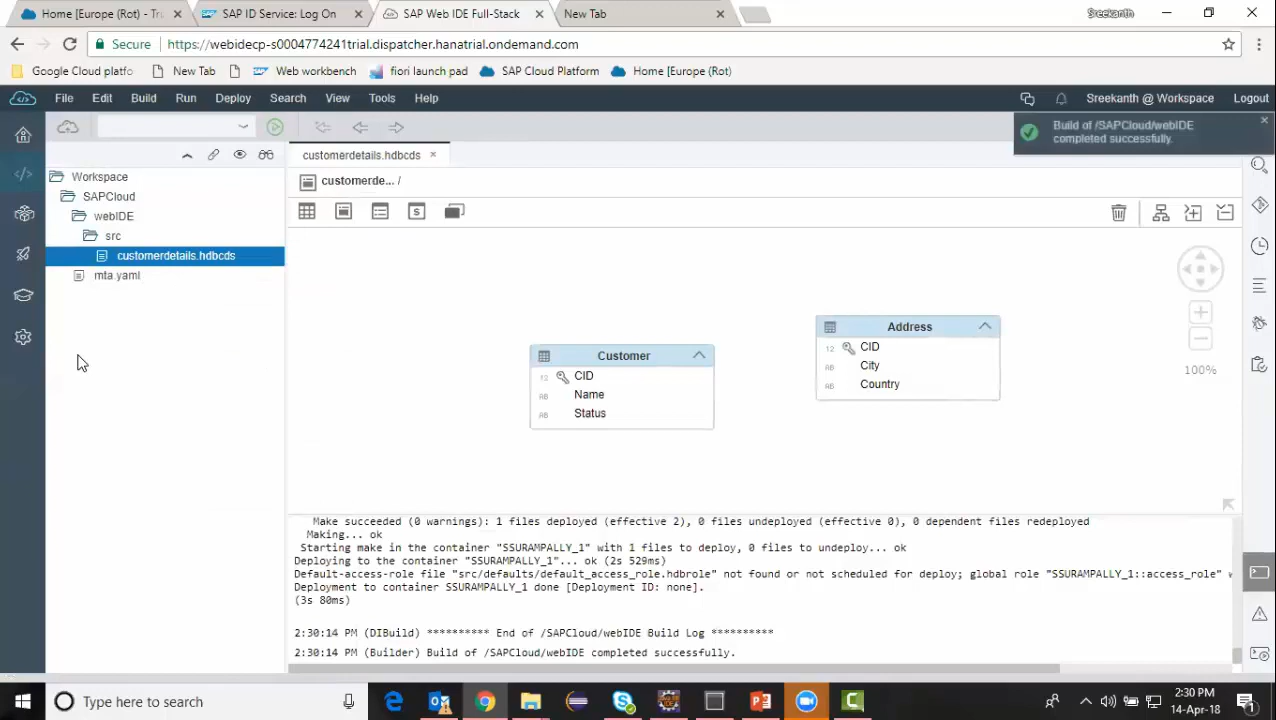 Home [Europe (Rot) - Tru
SAP ID Service: Log On
SAP Web IDE Full-Stack
New Tab
Sreekanth
Secure
https://webidecp-s0004774241trial.dispatcher.hanatrial.ondemand.com
Google Cloud platfo
New Tab
Web workbench
fiori launch pad
SAP Cloud Platform
Home [Europe (Rot)
File Edit Build Run Deploy Search View Tools Help
Sreekanth @ Workspace
Logout
Build of /SAPCloud/webIDE
completed successfully.
customerdetails.hdbcds
Workspace
SAPCloud
webIDE
src
customerdetails.hdbcds
mta.yaml
customerde... /
Customer
12 CID
AB Name
AB Status
Address
12 CID
AB City
AB Country
100%
Make succeeded (0 warnings): 1 files deployed (effective 2), 0 files undeployed (effective 0), 0 dependent files redeployed
Making... ok
Starting make in the container "SSURAMPALLY_1" with 1 files to deploy, 0 files to undeploy... ok
Deploying to the container "SSURAMPALLY_1"... ok (2s 529ms)
Default-access-role file "src/defaults/default_access_role.hdbrole" not found or not scheduled for deploy; global role "SSURAMPALLY_1::access_role" w
Deployment to container SSURAMPALLY_1 done [Deployment ID: none].
(3s 80ms)
2:30:14 PM (DIBuild) ********** End of /SAPCloud/webIDE Build Log **********
2:30:14 PM (Builder) Build of /SAPCloud/webIDE completed successfully.
Type here to search
2:30 PM
14-Apr-18